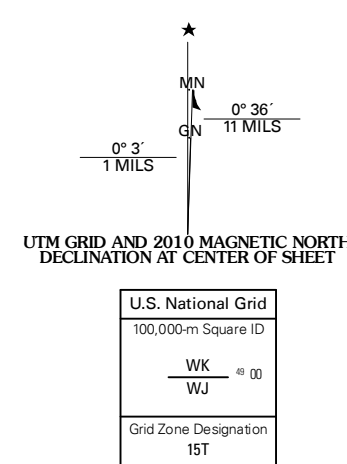 MN
0° 36´
11 MILS
GN
0° 3´
1 MILS
UTM GRID AND 2010 MAGNETIC NORTH
DECLINATION AT CENTER OF SHEET
U.S. National Grid
100,000-m Square ID
WK 49 00
WJ
Grid Zone Designation
15T